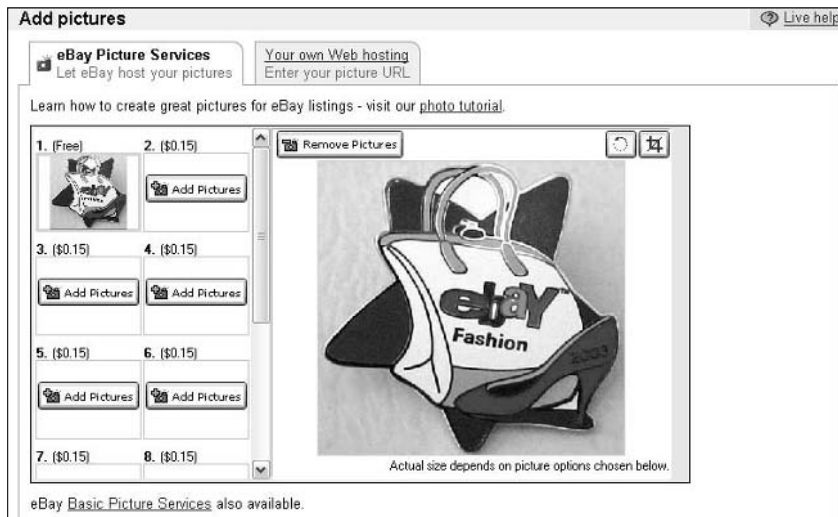 Add pictures
Live help
eBay Picture Services
Let eBay host your pictures
Your own Web hosting
Enter your picture URL
Learn how to create great pictures for eBay listings - visit our photo tutorial.
1. (Free) 2. ($0.15)
Add Pictures
3. ($0.15) 4. ($0.15)
Add Pictures Add Pictures
5. ($0.15) 6. ($0.15)
Add Pictures Add Pictures
7. ($0.15) 8. ($0.15)
Remove Pictures
ebaY™
Fashion
2003
Actual size depends on picture options chosen below.
eBay Basic Picture Services also available.